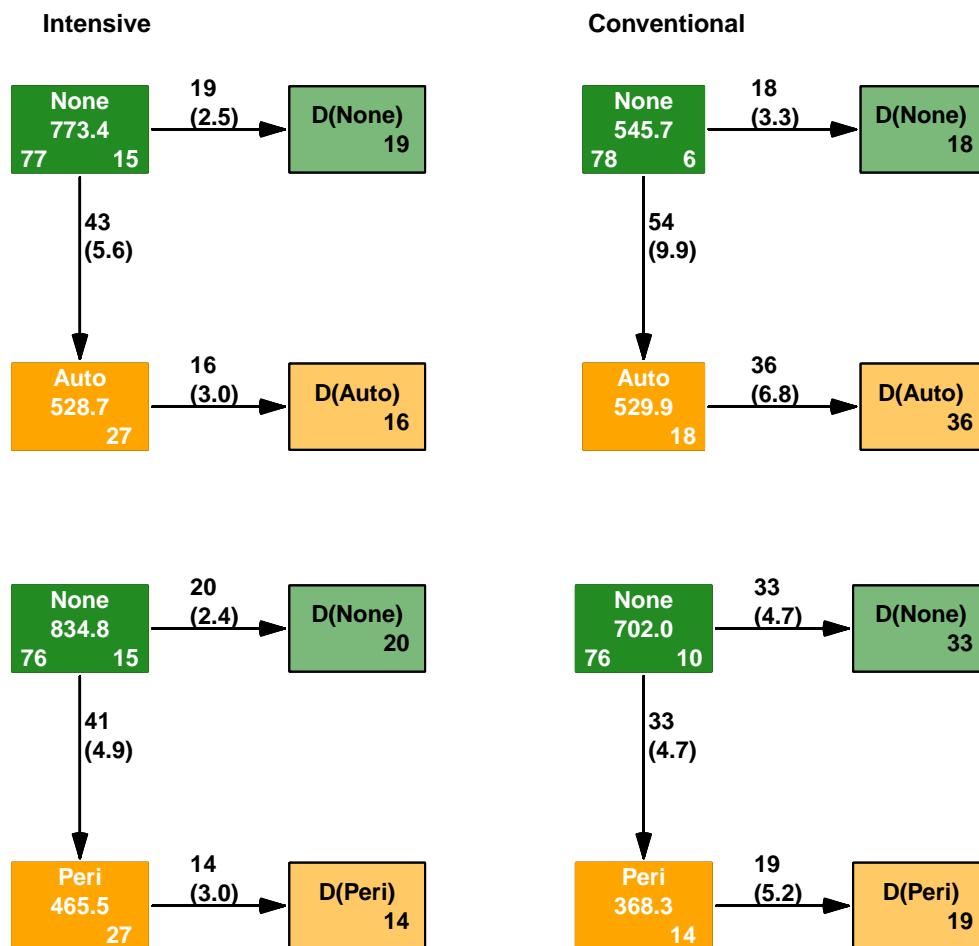 Intensive
Conventional
None
773.4
77 15
19
(2.5)
D(None)
19
43
(5.6)
Auto
528.7
27
16
(3.0)
D(Auto)
16
None
545.7
78 6
18
(3.3)
D(None)
18
54
(9.9)
Auto
529.9
18
36
(6.8)
D(Auto)
36
None
834.8
76 15
20
(2.4)
D(None)
20
41
(4.9)
Peri
465.5
27
14
(3.0)
D(Peri)
14
None
702.0
76 10
33
(4.7)
D(None)
33
33
(4.7)
Peri
368.3
14
19
(5.2)
D(Peri)
19